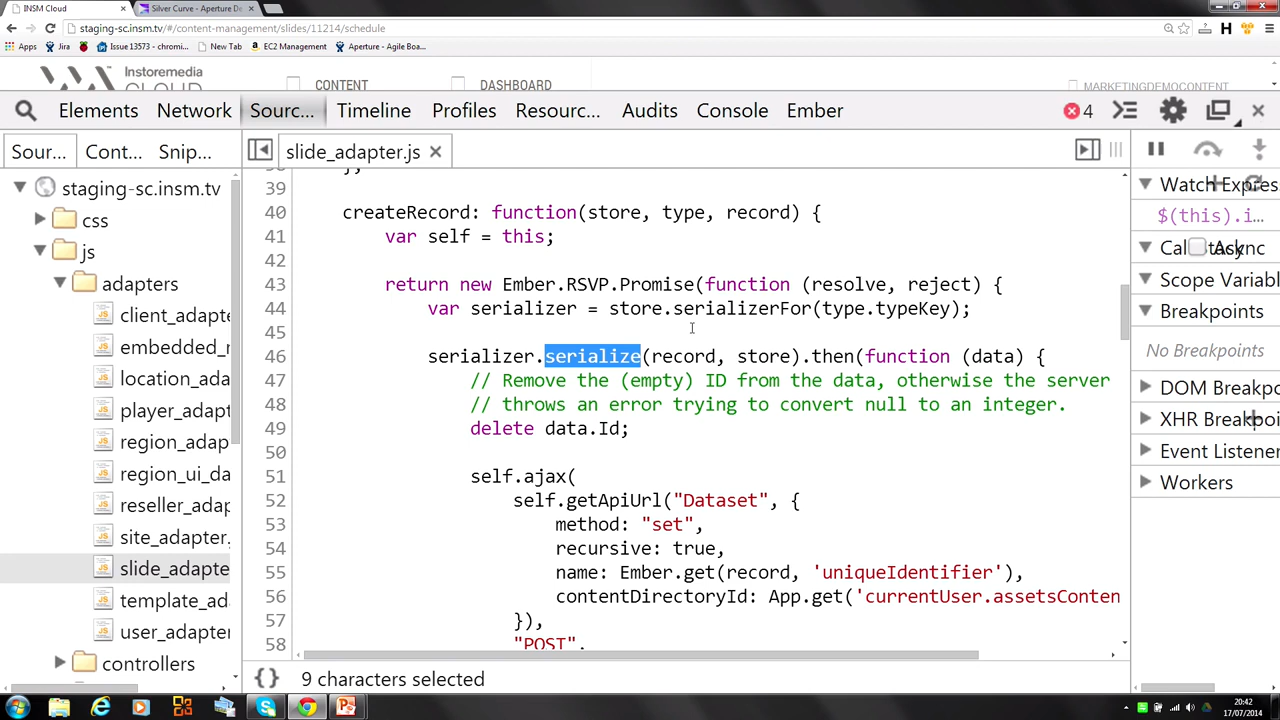 INSM Cloud
Silver Curve - Aperture De
staging-sc.insm.tv/#/content-management/slides/11214/schedule
Apps Jira Issue 13573 - chromi... New Tab EC2 Management Aperture - Agile Boa...
Instoremedia
CLOUD
CONTENT
DASHBOARD
MARKETINGDEMOCONTENT
Elements Network Sourc... Timeline Profiles Resourc... Audits Console Ember 4
Sour... Cont... Snip...
slide_adapter.js
staging-sc.insm.tv
css
js
adapters
client_adapte
embedded_r
location_ada
player_adapt
region_adap
region_ui_da
reseller_adap
site_adapter.
slide_adapte
template_ad
user_adapter
controllers
39
40 createRecord: function(store, type, record) {
41 var self = this;
42
43 return new Ember.RSVP.Promise(function (resolve, reject) {
44 var serializer = store.serializerFor(type.typeKey);
45
46 serializer.serialize(record, store).then(function (data) {
47 // Remove the (empty) ID from the data, otherwise the server
48 // throws an error trying to convert null to an integer.
49 delete data.Id;
50
51 self.ajax(
52 self.getApiUrl("Dataset", {
53 method: "set",
54 recursive: true,
55 name: Ember.get(record, 'uniqueIdentifier'),
56 contentDirectoryId: App.get('currentUser.assetsConten
57 }),
58 "POST",
{ } 9 characters selected
Watch Expres
$(this).i...
Async
Scope Variab
Breakpoints
No Breakpoints
DOM Breakp
XHR Breakpoi
Event Listene
Workers
20:42
17/07/2014